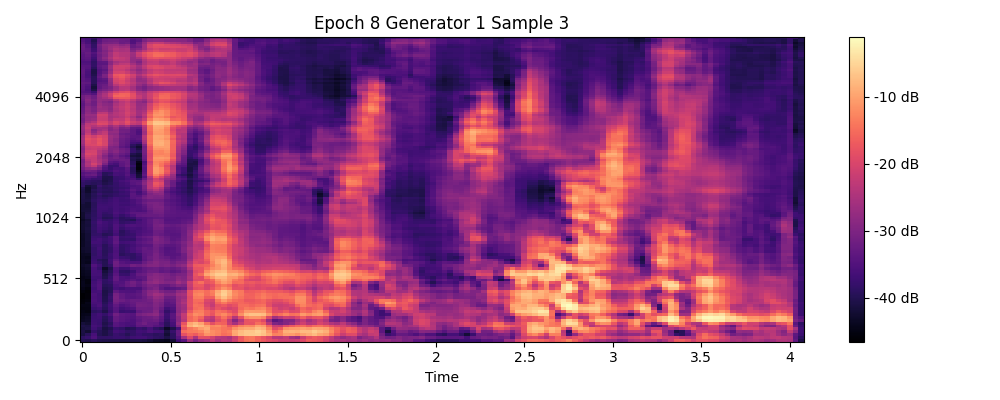 Epoch 8 Generator 1 Sample 3
Hz
4096
2048
1024
512
0
0 0.5 1 1.5 2 2.5 3 3.5 4
Time
-10 dB
-20 dB
-30 dB
-40 dB